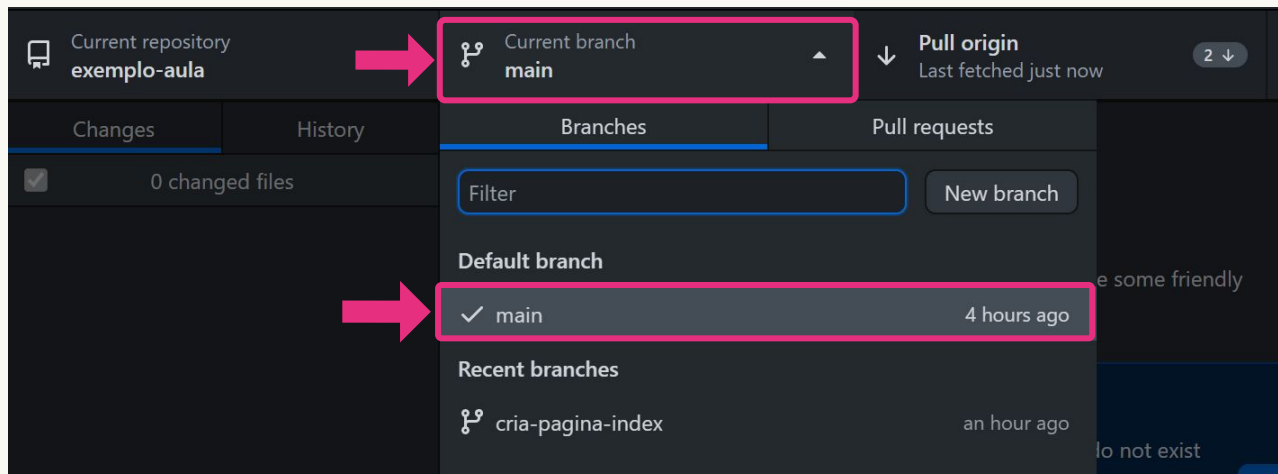 Current repository
exemplo-aula
Current branch
main
Pull origin
Last fetched just now
2
Changes
History
Branches
Pull requests
0 changed files
Filter
New branch
Default branch
e some friendly
main
4 hours ago
Recent branches
cria-pagina-index
an hour ago
do not exist